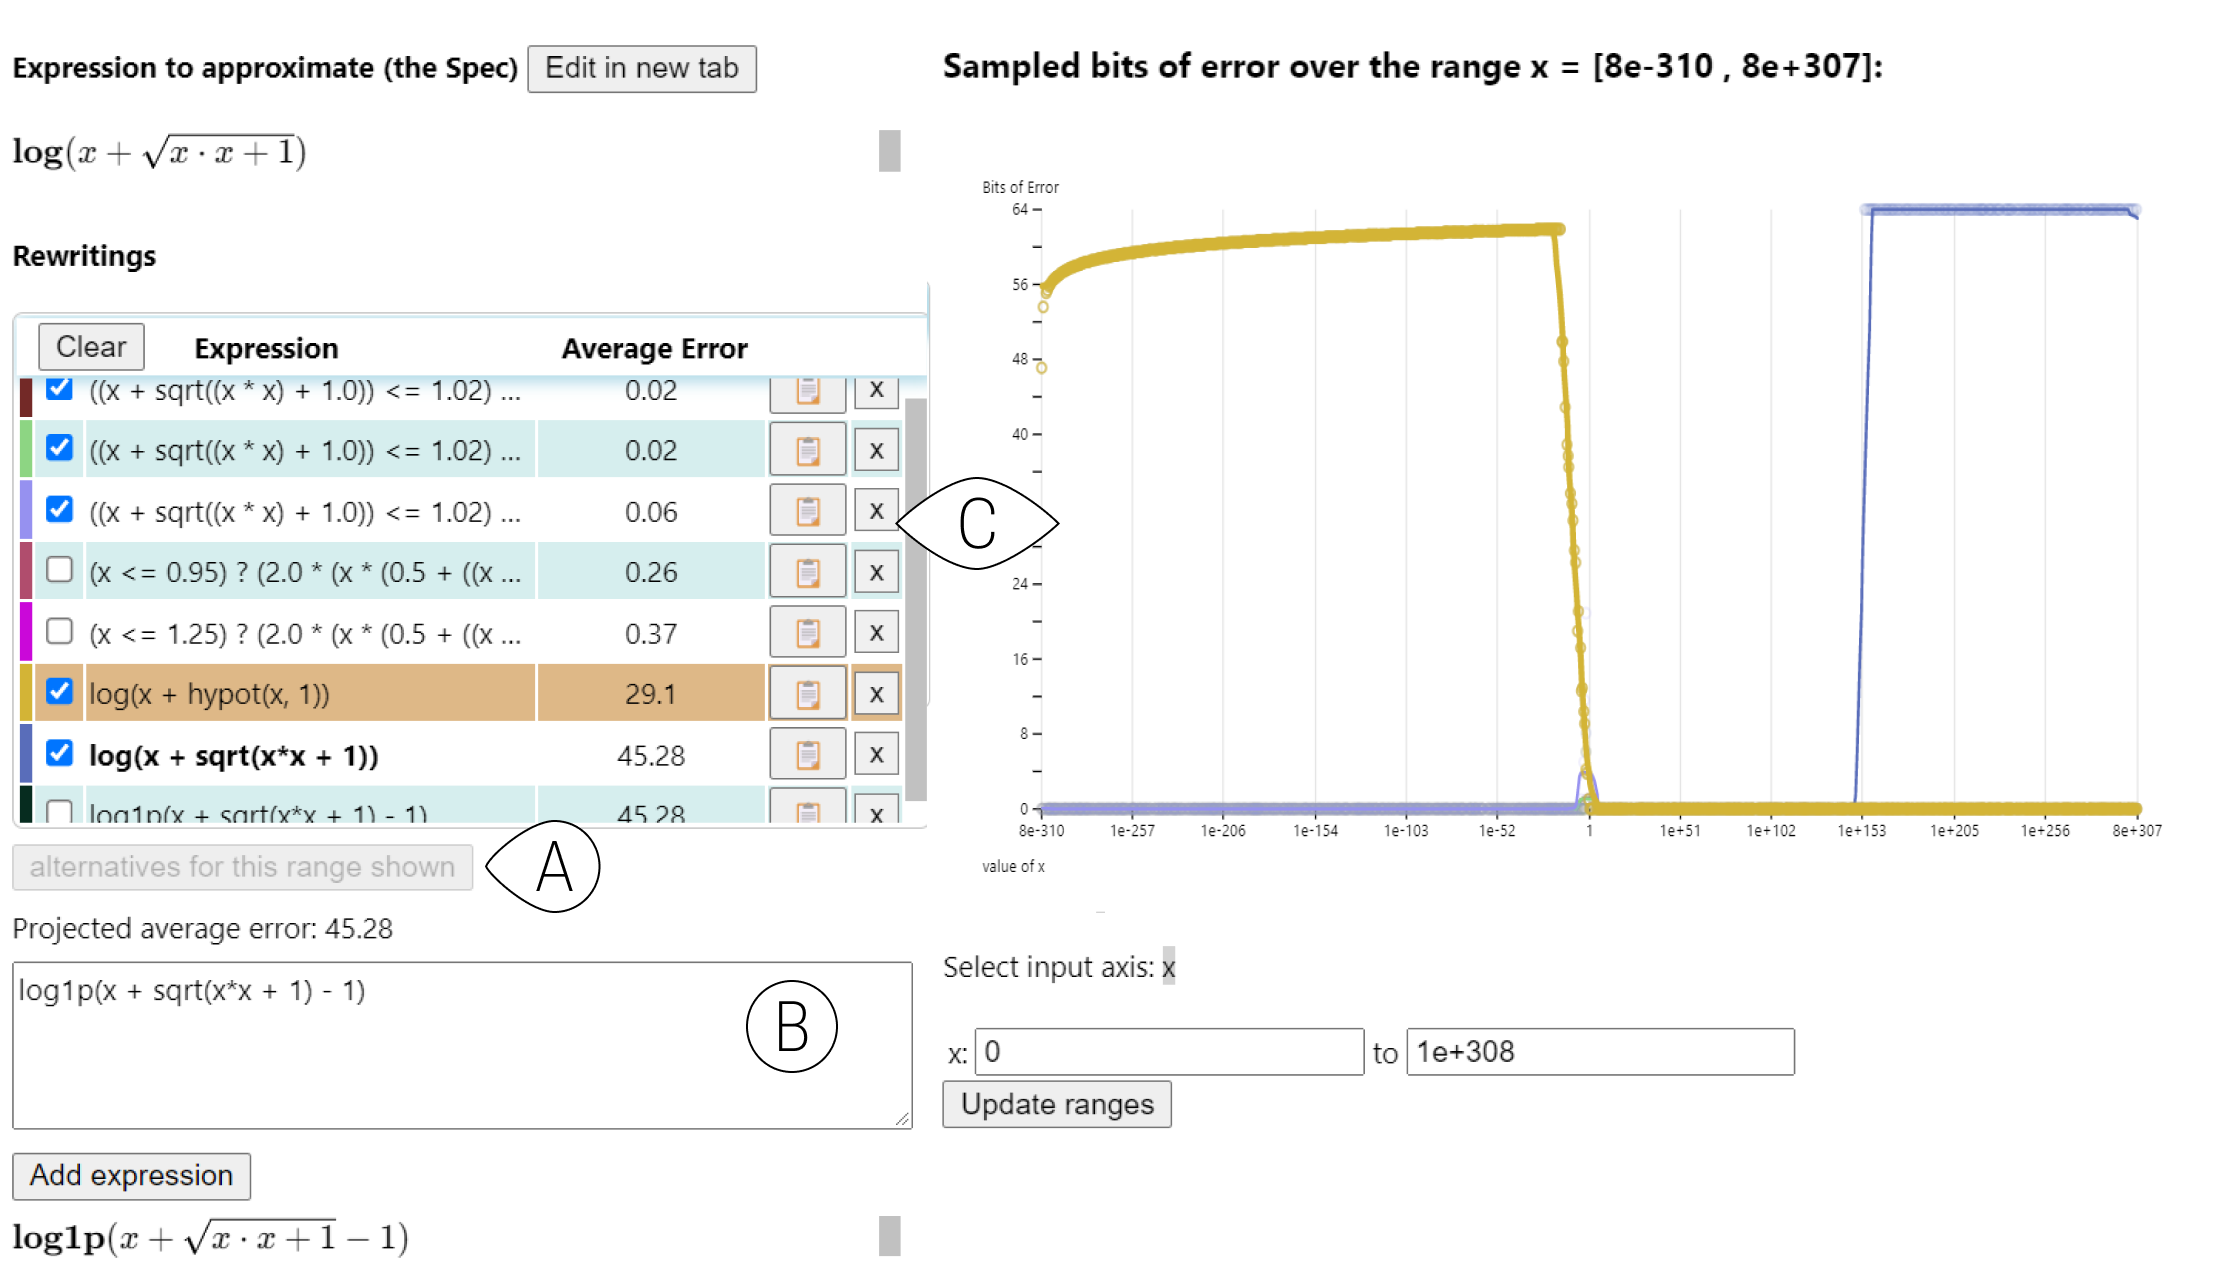 Expression to approximate (the Spec) Edit in new tab
log(x + √x · x + 1)
Rewritings
Clear Expression Average Error
((x + sqrt((x * x) + 1.0)) <= 1.02) ... 0.02 x
((x + sqrt((x * x) + 1.0)) <= 1.02) ... 0.02 x
((x + sqrt((x * x) + 1.0)) <= 1.02) ... 0.06 x
(x <= 0.95) ? (2.0 * (x * (0.5 + ((x ... 0.26 x
(x <= 1.25) ? (2.0 * (x * (0.5 + ((x ... 0.37 x
log(x + hypot(x, 1)) 29.1 x
log(x + sqrt(x*x + 1)) 45.28 x
log1p(x + sqrt(x*x + 1) - 1) 45.28 x
alternatives for this range shown
A
Projected average error: 45.28
log1p(x + sqrt(x*x + 1) - 1)
B
Add expression
log1p(x + √x · x + 1 − 1)
Sampled bits of error over the range x = [8e-310 , 8e+307]:
Bits of Error
64
56
48
40
C
24
16
8
0
8e-310 1e-257 1e-206 1e-154 1e-103 1e-52 1 1e+51 1e+102 1e+153 1e+205 1e+256 8e+307
value of x
Select input axis: x
x: 0 to 1e+308
Update ranges